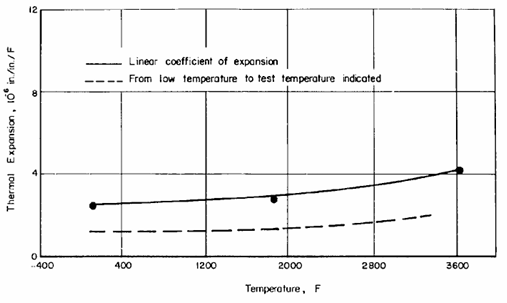 12
Linear coefficient of expansion
From low temperature to test temperature indicated
8
4
0
Thermal Expansion, 10⁶ in./in/F
-400 400 1200 2000 2800 3600
Temperature, F